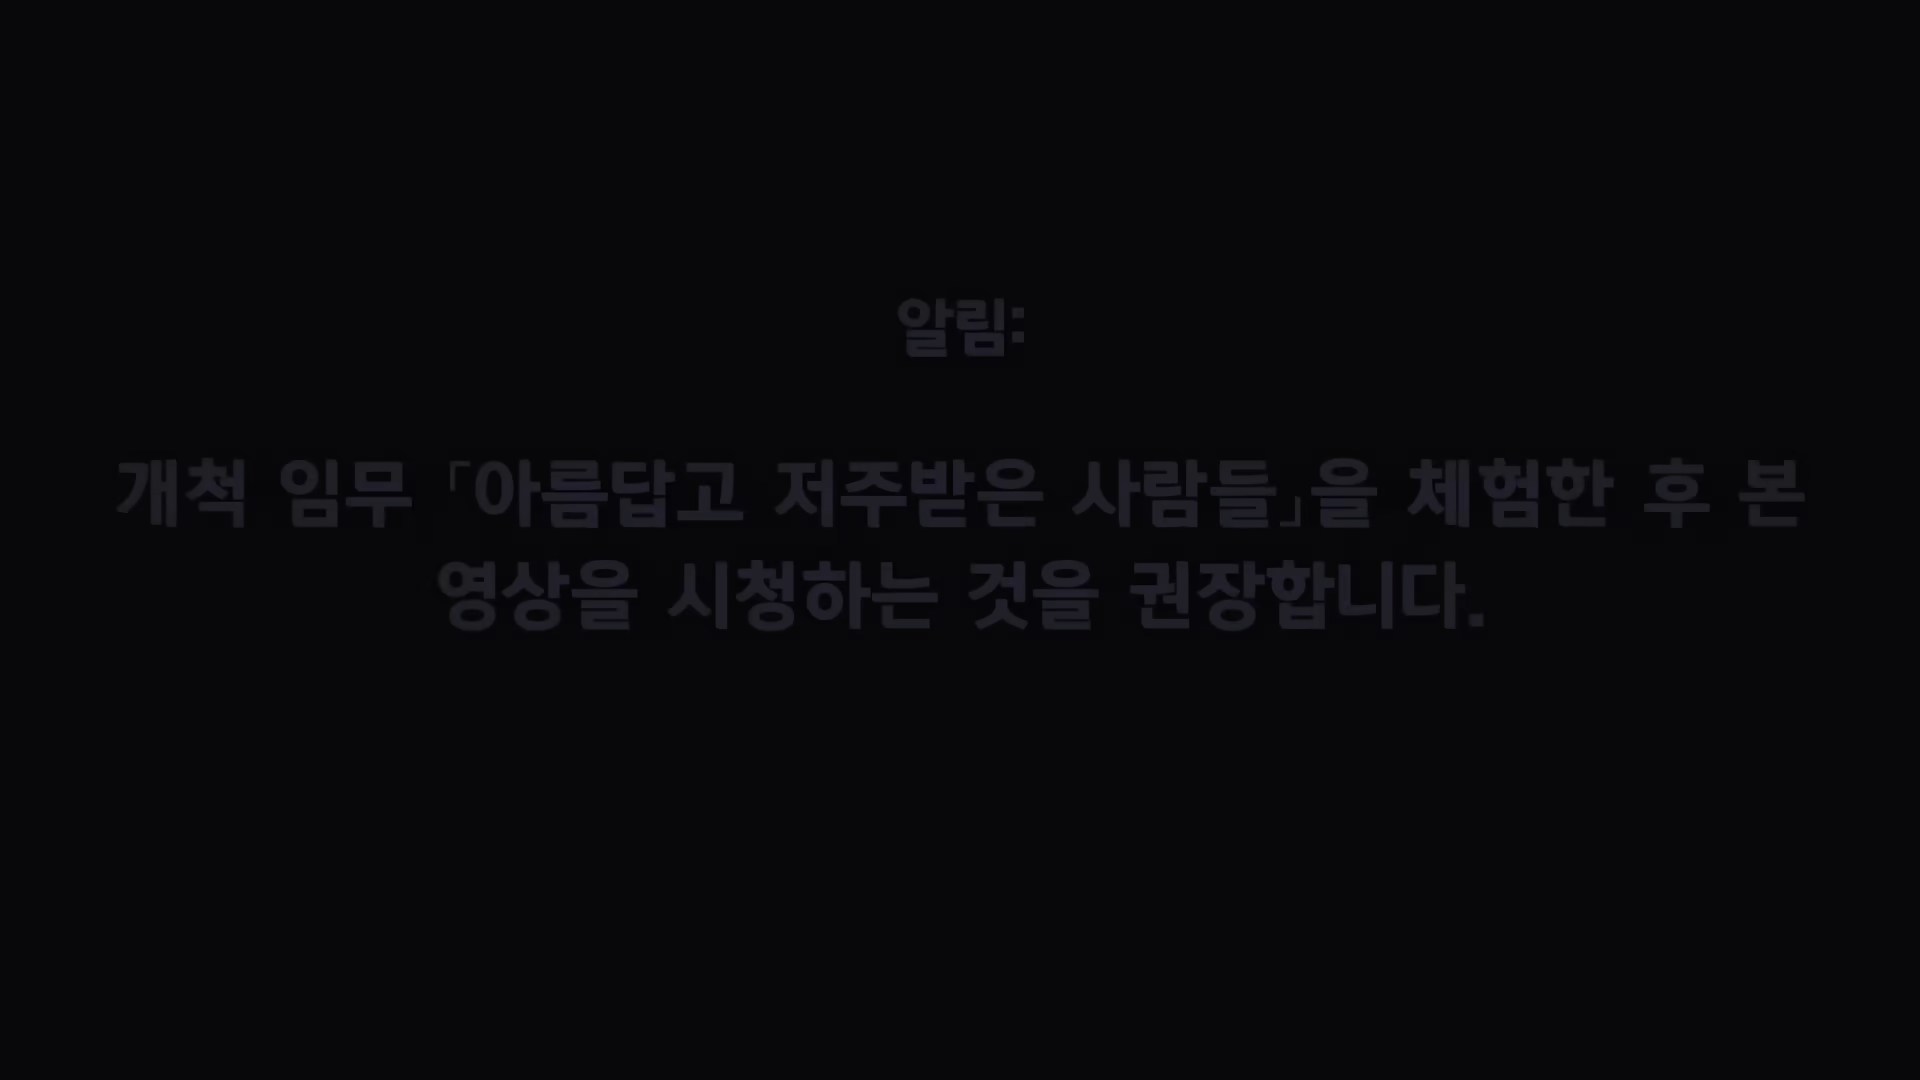 알림:
개척 임무 「아름답고 저주받은 사람들」을 체험한 후 본
영상을 시청하는 것을 권장합니다.